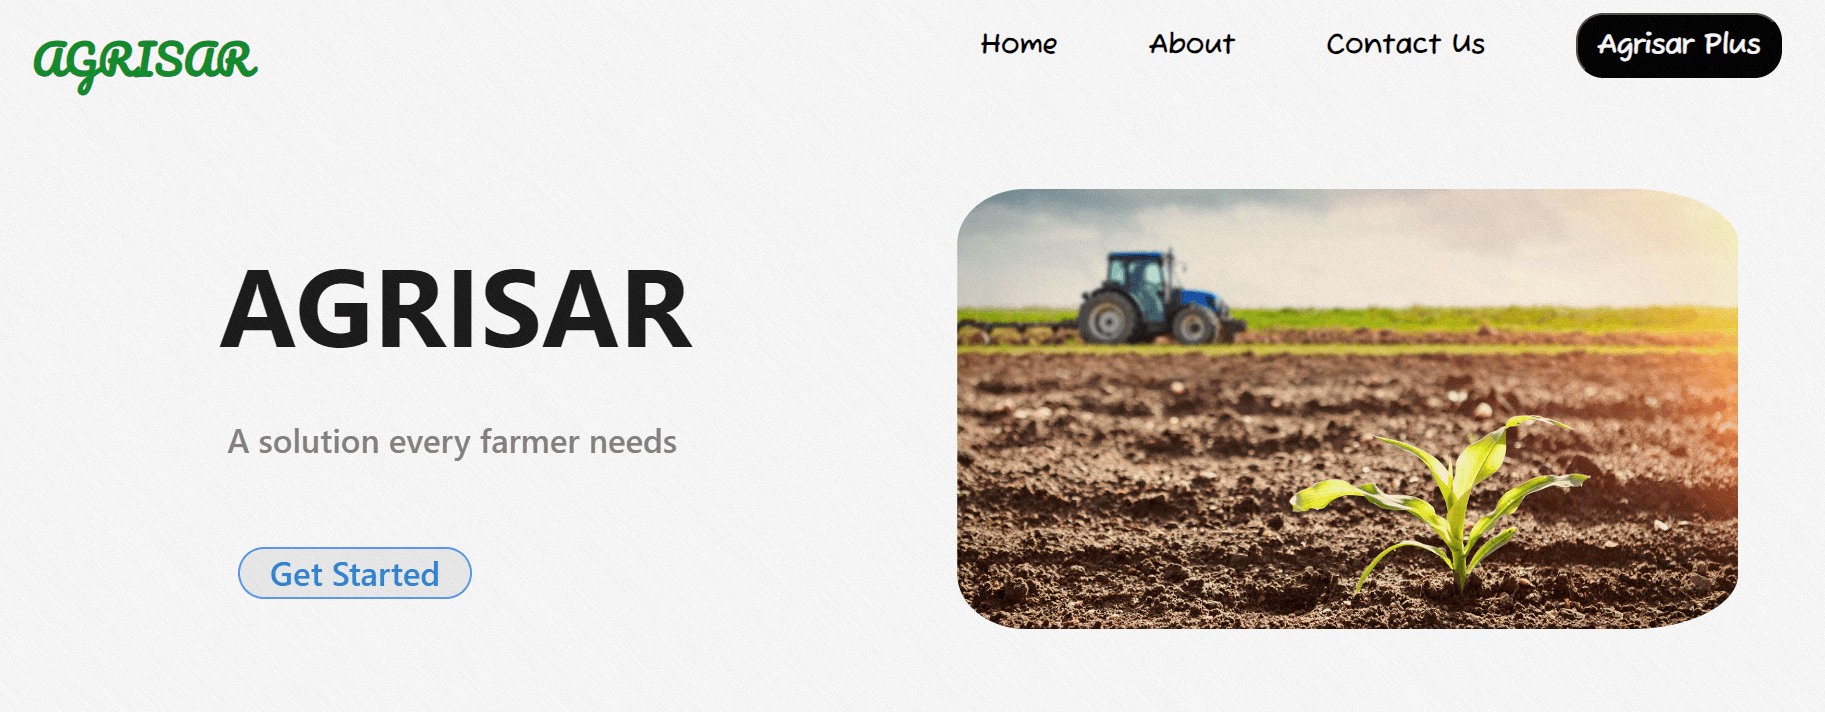 AGRISAR
Home About Contact Us Agrisar Plus
AGRISAR
A solution every farmer needs
Get Started